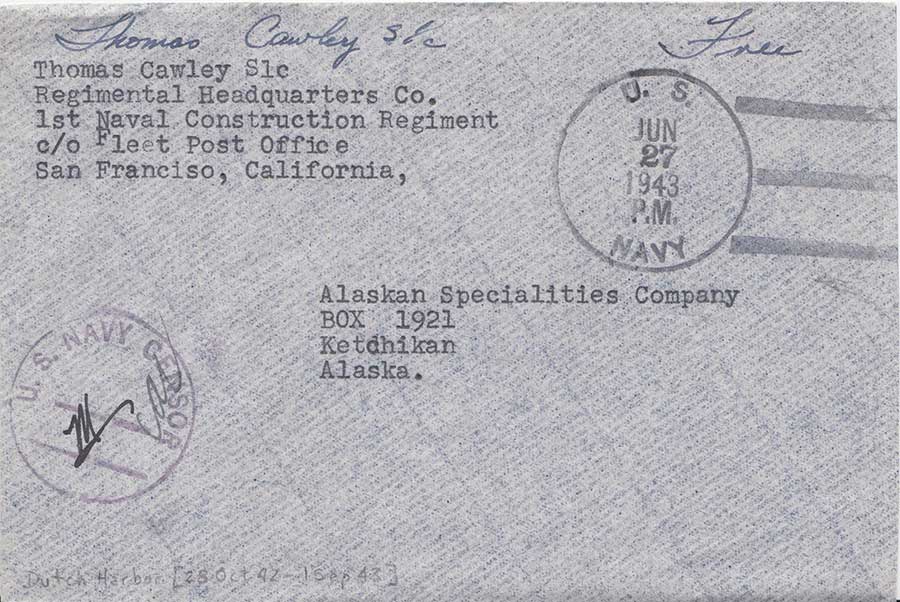 Thomas Cawley S1c
Free
Thomas Cawley S1c
Regimental Headquarters Co.
1st Naval Construction Regiment
c/o Fleet Post Office
San Franciso, California,
U. S.
JUN
27
1943
P.M.
NAVY
Alaskan Specialities Company
BOX 1921
Ketdhikan
Alaska.
U. S. NAVY CENSOR
Dutch Harbor [28 Oct 42 - 1 Sep 43]